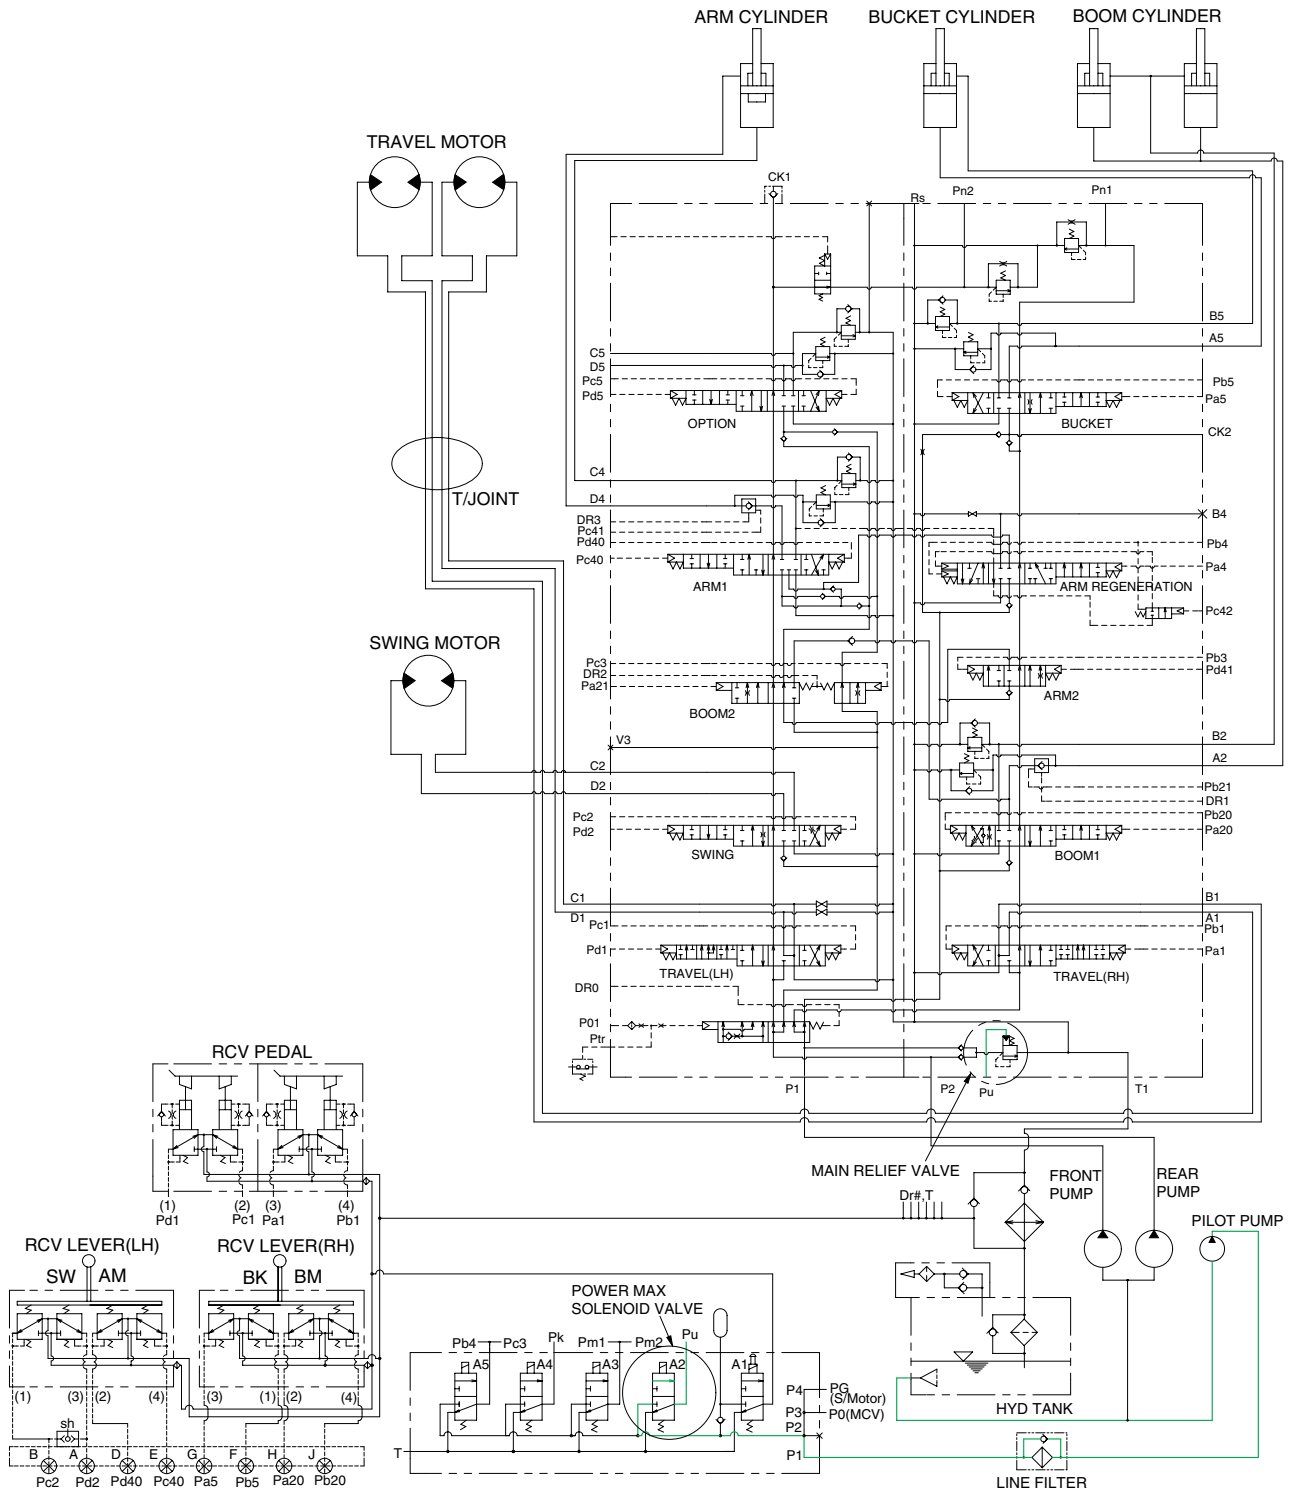 ARM CYLINDER
BUCKET CYLINDER
BOOM CYLINDER
TRAVEL MOTOR
CK1
Rs
Pn2
Pn1
B5
A5
C5
D5
Pc5
Pd5
Pb5
Pa5
OPTION
BUCKET
CK2
T/JOINT
C4
D4
DR3
Pc41
Pd40
Pc40
B4
Pb4
Pa4
ARM1
ARM REGENERATION
Pc42
SWING MOTOR
Pc3
DR2
Pa21
Pb3
Pd41
BOOM2
ARM2
V3
B2
C2
A2
D2
Pb21
DR1
Pc2
Pd2
Pb20
Pa20
SWING
BOOM1
C1
D1
Pc1
B1
A1
Pb1
Pd1
Pa1
TRAVEL(LH)
TRAVEL(RH)
DR0
P01
Ptr
RCV PEDAL
P1
P2
Pu
T1
MAIN RELIEF VALVE
FRONT
PUMP
REAR
PUMP
PILOT PUMP
Dr#,T
(1)
(2)
(3)
(4)
Pd1
Pc1
Pa1
Pb1
RCV LEVER(LH)
RCV LEVER(RH)
SW
AM
BK
BM
POWER MAX
SOLENOID VALVE
Pb4
Pc3
Pk
Pm1
Pm2
Pu
A5
A4
A3
A2
A1
P4
PG
(S/Motor)
P3
P0(MCV)
P2
P1
T
HYD TANK
LINE FILTER
(1)
(3)
(2)
(4)
(3)
(1)
(2)
(4)
sh
B
A
D
E
G
F
H
J
Pc2
Pd2
Pd40
Pc40
Pa5
Pb5
Pa20
Pb20